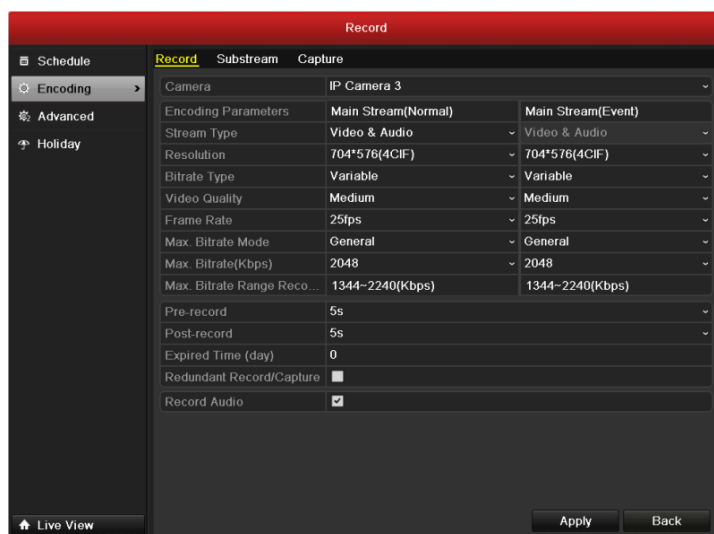 Record
Schedule
Encoding
Advanced
Holiday
Live View
Record Substream Capture
Camera IP Camera 3
Encoding Parameters Main Stream(Normal) Main Stream(Event)
Stream Type Video & Audio Video & Audio
Resolution 704*576(4CIF) 704*576(4CIF)
Bitrate Type Variable Variable
Video Quality Medium Medium
Frame Rate 25fps 25fps
Max. Bitrate Mode General General
Max. Bitrate(Kbps) 2048 2048
Max. Bitrate Range Reco... 1344~2240(Kbps) 1344~2240(Kbps)
Pre-record 5s
Post-record 5s
Expired Time (day) 0
Redundant Record/Capture
Record Audio
Apply Back